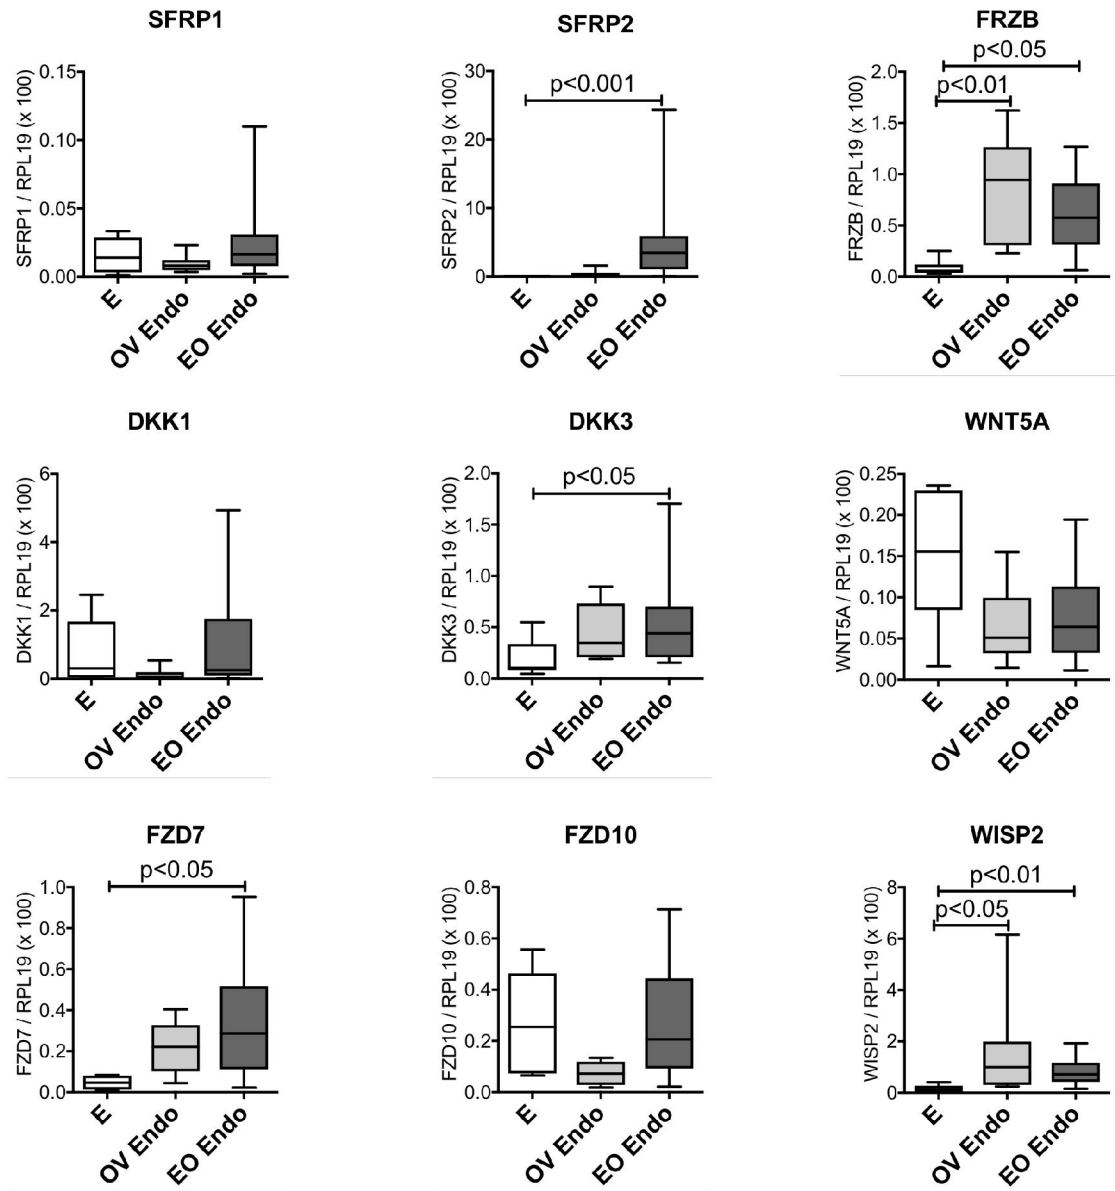 SFRP1
SFRP1 / RPL19 (x 100)
0.15
0.10
0.05
0.00
E
OV Endo
EO Endo
SFRP2
SFRP2 / RPL19 (x 100)
30
20
10
0
p<0.001
E
OV Endo
EO Endo
FRZB
FRZB / RPL19 (x 100)
2.0
1.5
1.0
0.5
0.0
p<0.05
p<0.01
E
OV Endo
EO Endo
DKK1
DKK1 / RPL19 (x 100)
6
4
2
0
E
OV Endo
EO Endo
DKK3
DKK3 / RPL19 (x 100)
2.0
1.5
1.0
0.5
0.0
p<0.05
E
OV Endo
EO Endo
WNT5A
WNT5A / RPL19 (x 100)
0.25
0.20
0.15
0.10
0.05
0.00
E
OV Endo
EO Endo
FZD7
FZD7 / RPL19 (x 100)
1.0
0.8
0.6
0.4
0.2
0.0
p<0.05
E
OV Endo
EO Endo
FZD10
FZD10 / RPL19 (x 100)
0.8
0.6
0.4
0.2
0.0
E
OV Endo
EO Endo
WISP2
WISP2 / RPL19 (x 100)
8
6
4
2
0
p<0.01
p<0.05
E
OV Endo
EO Endo